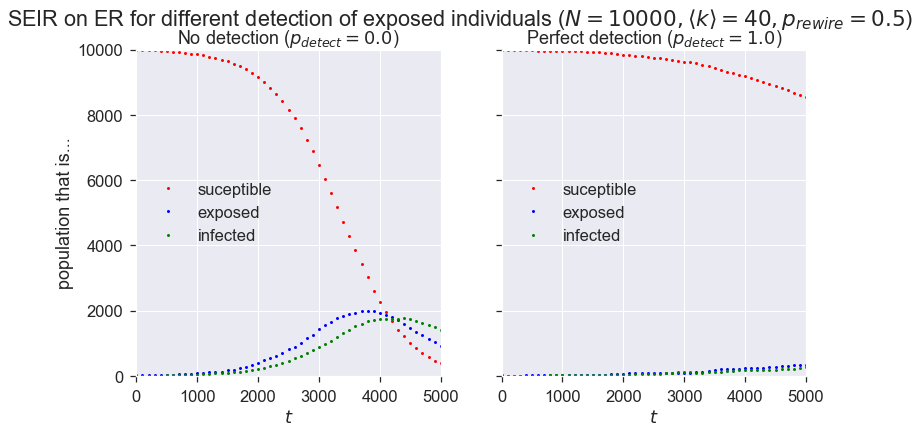 SEIR on ER for different detection of exposed individuals (N = 10000, ⟨k⟩ = 40, p_rewire = 0.5)
No detection (p_detect = 0.0)
Perfect detection (p_detect = 1.0)
10000
8000
6000
4000
2000
0
population that is...
suceptible
exposed
infected
suceptible
exposed
infected
0 1000 2000 3000 4000 5000
0 1000 2000 3000 4000 5000
t
t